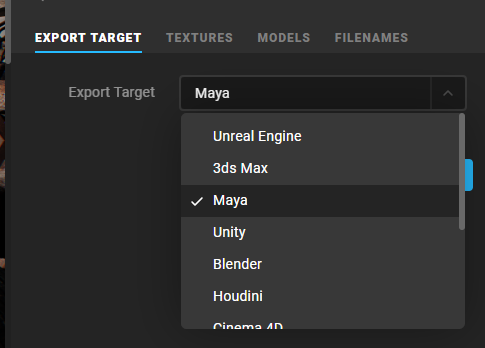 EXPORT TARGET TEXTURES MODELS FILENAMES
Export Target Maya
Unreal Engine
3ds Max
Maya
Unity
Blender
Houdini
Cinema 4D